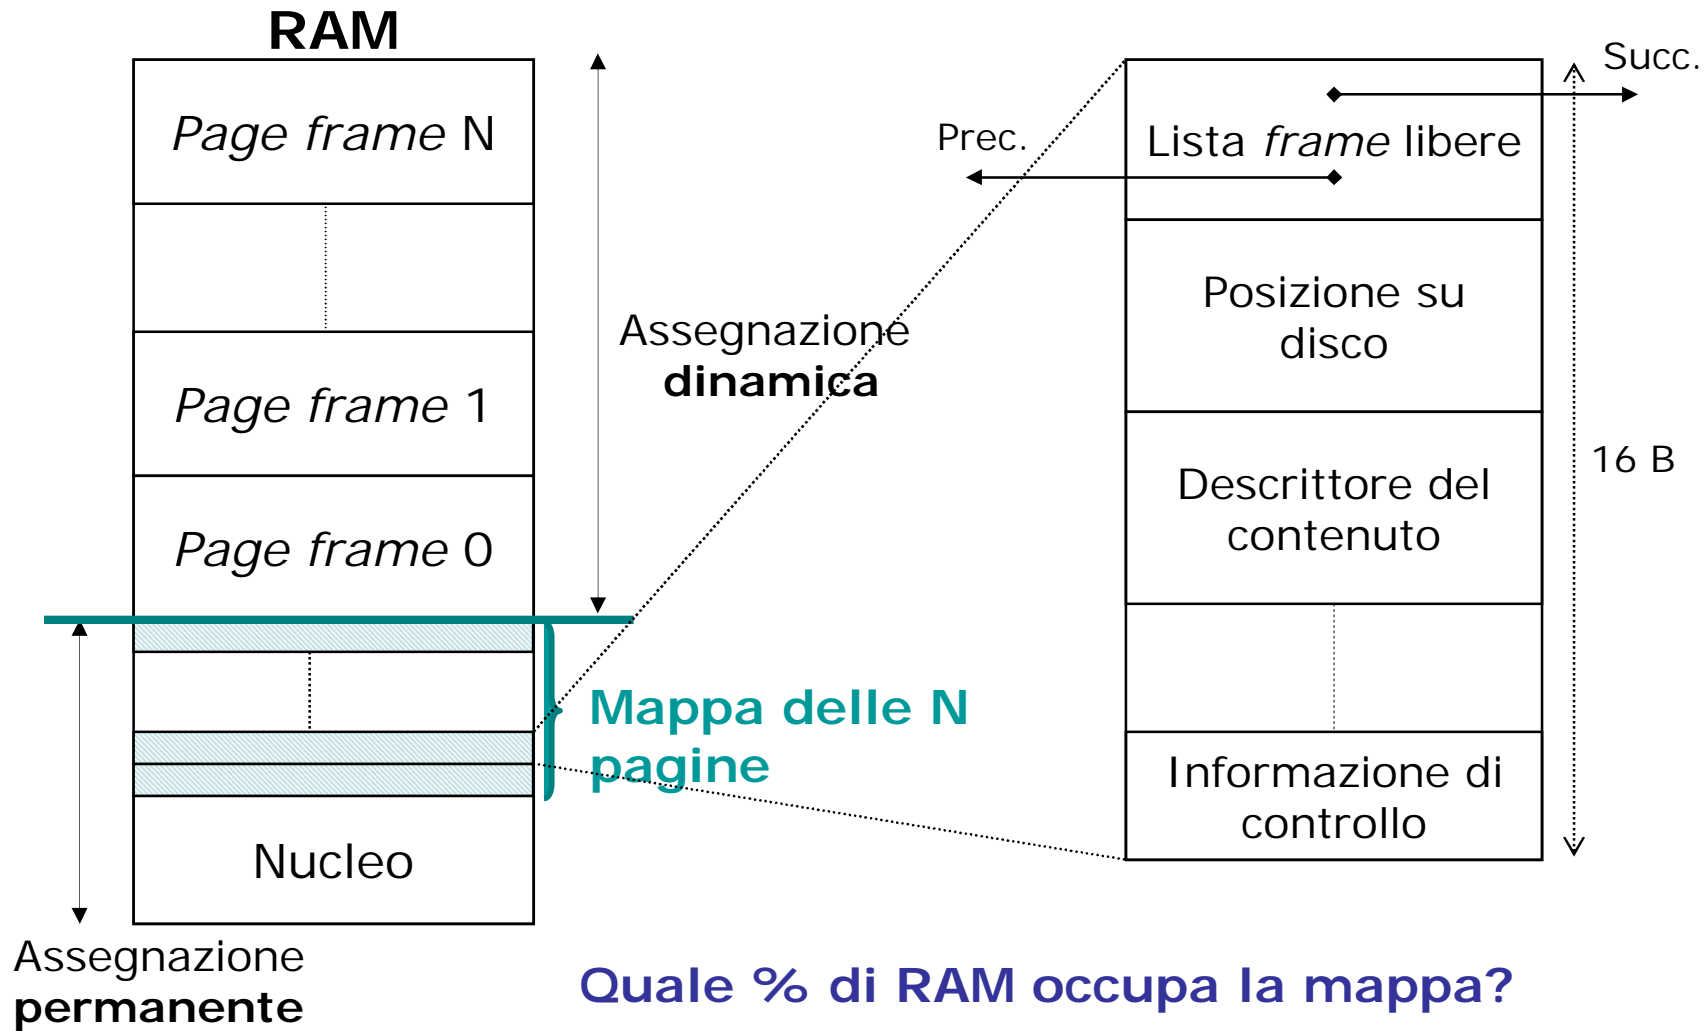 RAM
Page frame N
Page frame 1
Page frame 0
Nucleo
Assegnazione
permanente
Assegnazione
dinamica
Mappa delle N
pagine
Prec.
Succ.
Lista frame libere
Posizione su
disco
Descrittore del
contenuto
Informazione di
controllo
16 B
Quale % di RAM occupa la mappa?